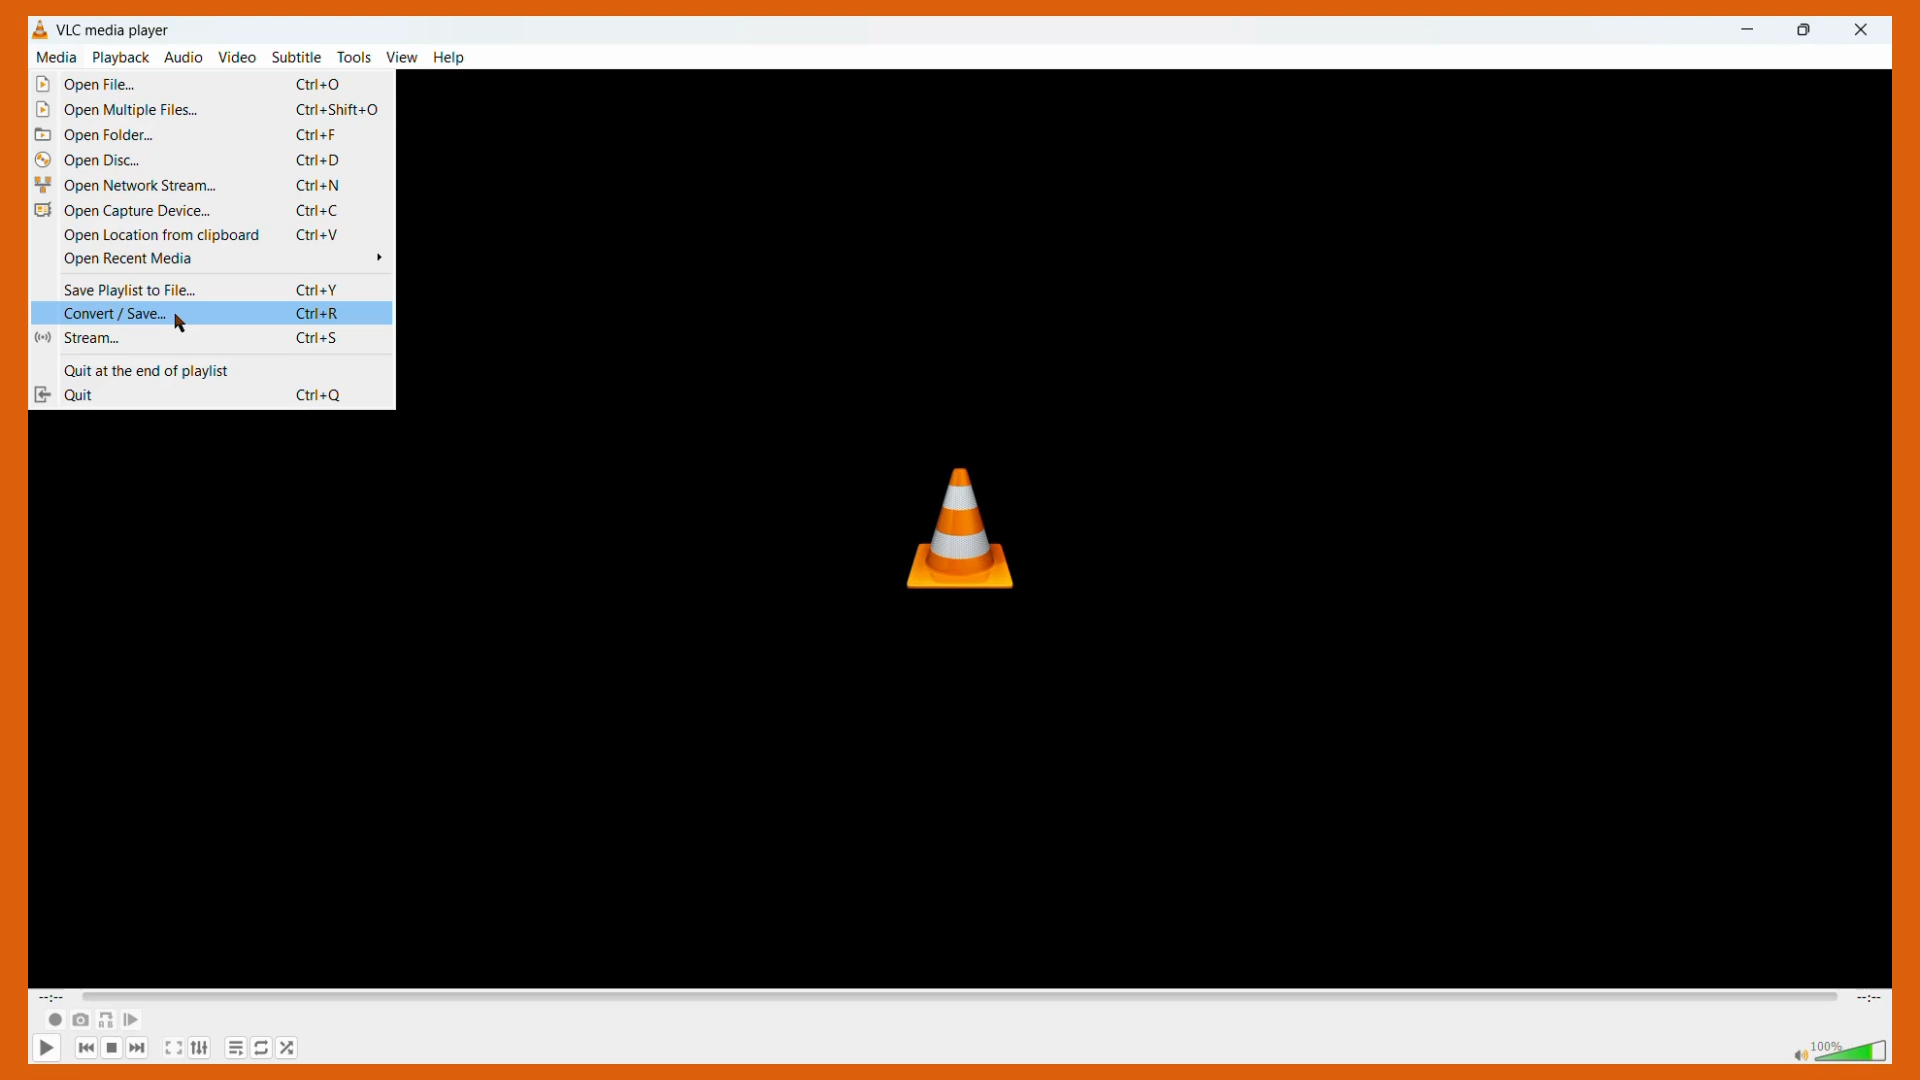 VLC media player
Media Playback Audio Video Subtitle Tools View Help
Open File... Ctrl+O
Open Multiple Files... Ctrl+Shift+O
Open Folder... Ctrl+F
Open Disc... Ctrl+D
Open Network Stream... Ctrl+N
Open Capture Device... Ctrl+C
Open Location from clipboard Ctrl+V
Open Recent Media
Save Playlist to File... Ctrl+Y
Convert / Save... Ctrl+R
Stream... Ctrl+S
Quit at the end of playlist
Quit Ctrl+Q
--:-- --:--
A B
100%